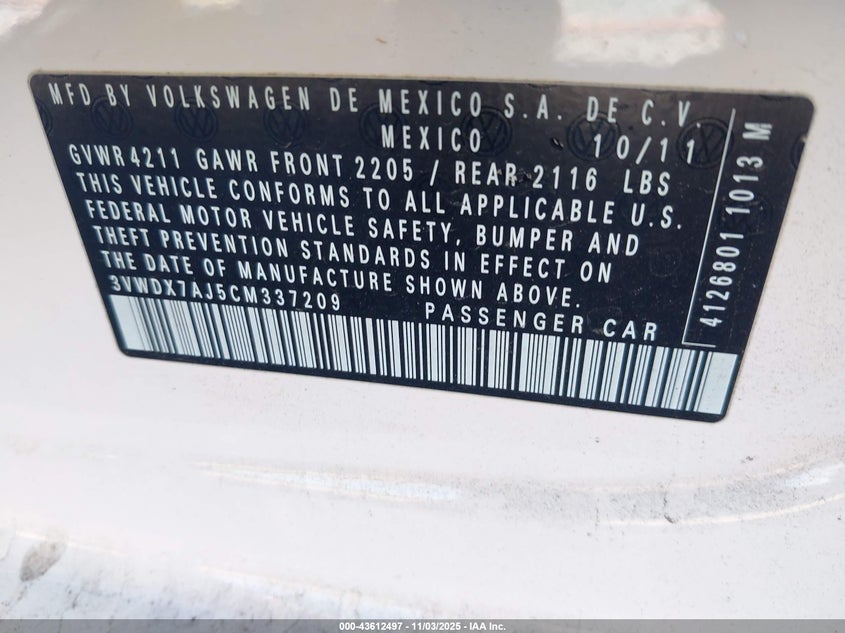 MFD BY VOLKSWAGEN DE MEXICO S.A. DE C.V
MEXICO 10/11
GVWR 4211 GAWR FRONT 2205 / REAR 2116 LBS
THIS VEHICLE CONFORMS TO ALL APPLICABLE U.S.
FEDERAL MOTOR VEHICLE SAFETY, BUMPER AND
THEFT PREVENTION STANDARDS IN EFFECT ON
THE DATE OF MANUFACTURE SHOWN ABOVE.
3VWDX7AJ5CM337209 PASSENGER CAR
4126801 1013 M
000-43612497 - 11/03/2025 - IAA Inc.